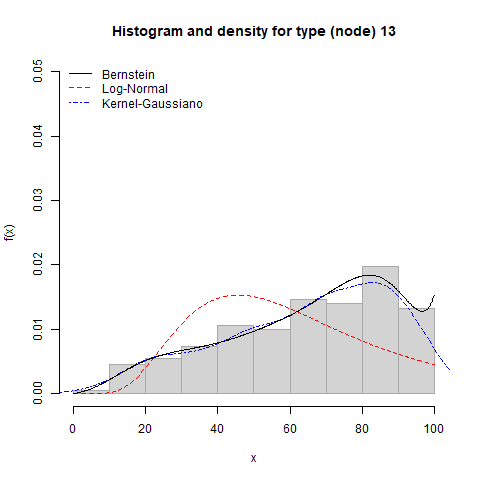 Histogram and density for type (node) 13
Bernstein
Log-Normal
Kernel-Gaussiano
f(x)
0.05
0.04
0.03
0.02
0.01
0.00
0 20 40 60 80 100
x